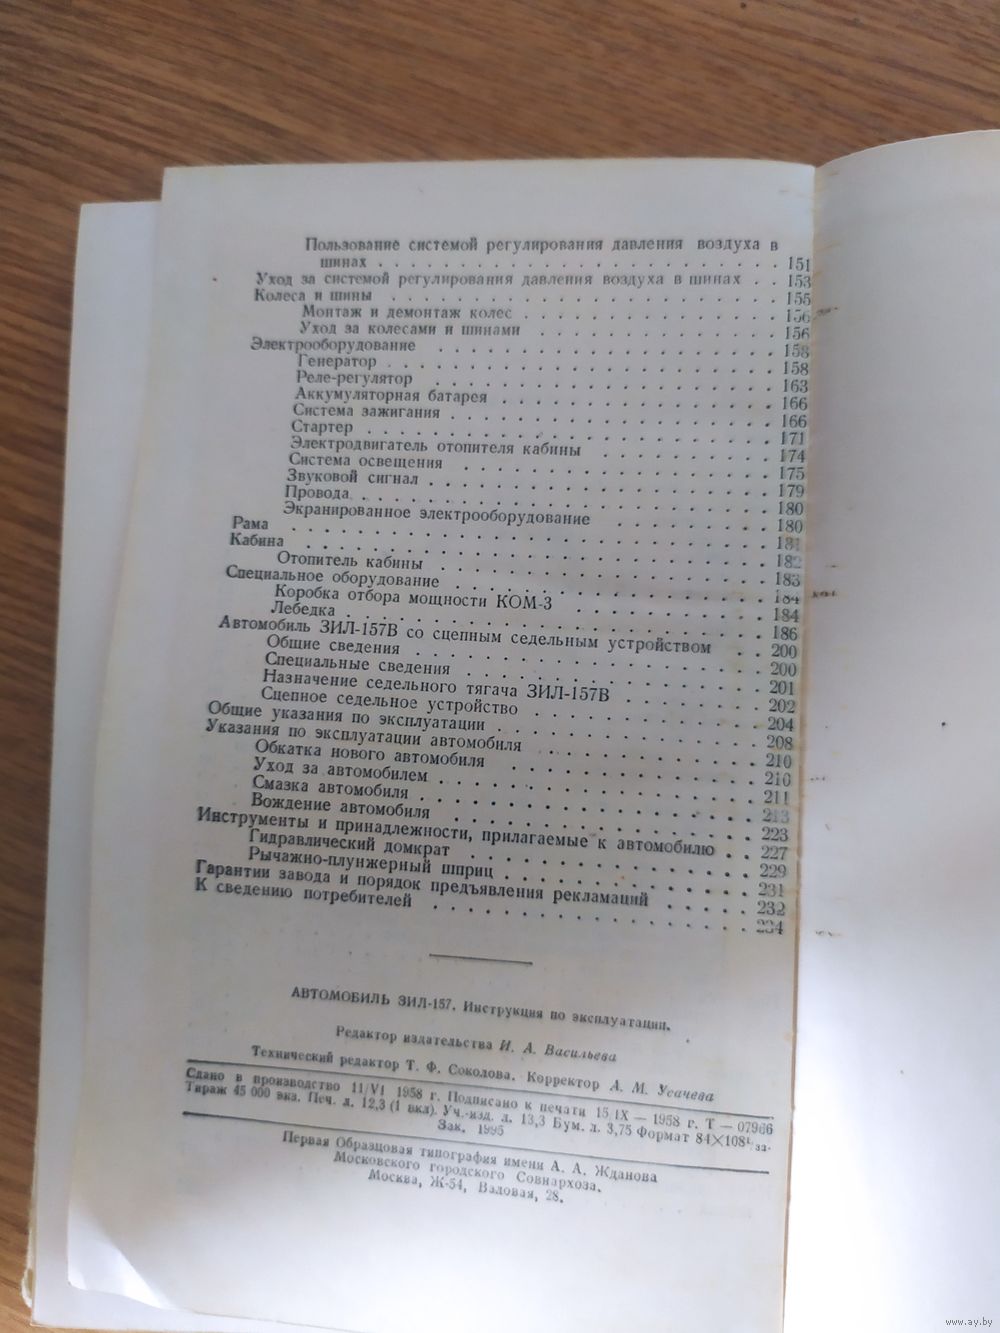 Пользование системой регулирования давления воздуха в
шинах . . . . . . . . . . . . . . . . . . . 151
Уход за системой регулирования давления воздуха в шинах . . 153
Колеса и шины . . . . . . . . . . . . . . . . . . 155
Монтаж и демонтаж колес . . . . . . . . . . . . 156
Уход за колесами и шинами . . . . . . . . . . . 156
Электрооборудование . . . . . . . . . . . . . . . 158
Генератор . . . . . . . . . . . . . . . . . . 158
Реле-регулятор . . . . . . . . . . . . . . . . 163
Аккумуляторная батарея . . . . . . . . . . . . . 166
Система зажигания . . . . . . . . . . . . . . . 166
Стартер . . . . . . . . . . . . . . . . . . . 171
Электродвигатель отопителя кабины . . . . . . . . . 174
Система освещения . . . . . . . . . . . . . . . 175
Звуковой сигнал . . . . . . . . . . . . . . . . 179
Провода . . . . . . . . . . . . . . . . . . . 180
Экранированное электрооборудование . . . . . . . . 180
Рама . . . . . . . . . . . . . . . . . . . . . . 181
Кабина . . . . . . . . . . . . . . . . . . . . . 182
Отопитель кабины . . . . . . . . . . . . . . . 183
Специальное оборудование . . . . . . . . . . . . . 184
Коробка отбора мощности КОМ-3 . . . . . . . . . . 184
Лебедка . . . . . . . . . . . . . . . . . . . 186
Автомобиль ЗИЛ-157В со сцепным седельным устройством . . 200
Общие сведения . . . . . . . . . . . . . . . . 200
Специальные сведения . . . . . . . . . . . . . . 201
Назначение седельного тягача ЗИЛ-157В . . . . . . . 202
Сцепное седельное устройство . . . . . . . . . . . 204
Общие указания по эксплуатации . . . . . . . . . . . 208
Указания по эксплуатации автомобиля . . . . . . . . . 210
Обкатка нового автомобиля . . . . . . . . . . . . 210
Уход за автомобилем . . . . . . . . . . . . . . 211
Смазка автомобиля . . . . . . . . . . . . . . . 213
Вождение автомобиля . . . . . . . . . . . . . . 223
Инструменты и принадлежности, прилагаемые к автомобилю . . 227
Гидравлический домкрат . . . . . . . . . . . . . 229
Рычажно-плунжерный шприц . . . . . . . . . . . . 231
Гарантии завода и порядок предъявления рекламаций . . . . . 232
К сведению потребителей . . . . . . . . . . . . . . 234
АВТОМОБИЛЬ ЗИЛ-157. Инструкция по эксплуатации.
Редактор издательства И. А. Васильева
Технический редактор Т. Ф. Соколова. Корректор А. М. Усачева
Сдано в производство 11/VI 1958 г. Подписано к печати 15/IX — 1958 г. Т — 07966
Тираж 45 000 экз. Печ. л. 12,3 (1 вкл). Уч.-изд. л. 13,3 Бум. л. 3,75 Формат 84×108¹/₃₂.
Зак. 1995
Первая Образцовая типография имени А. А. Жданова
Московского городского Совнархоза.
Москва, Ж-54, Валовая, 28.
www.ay.by